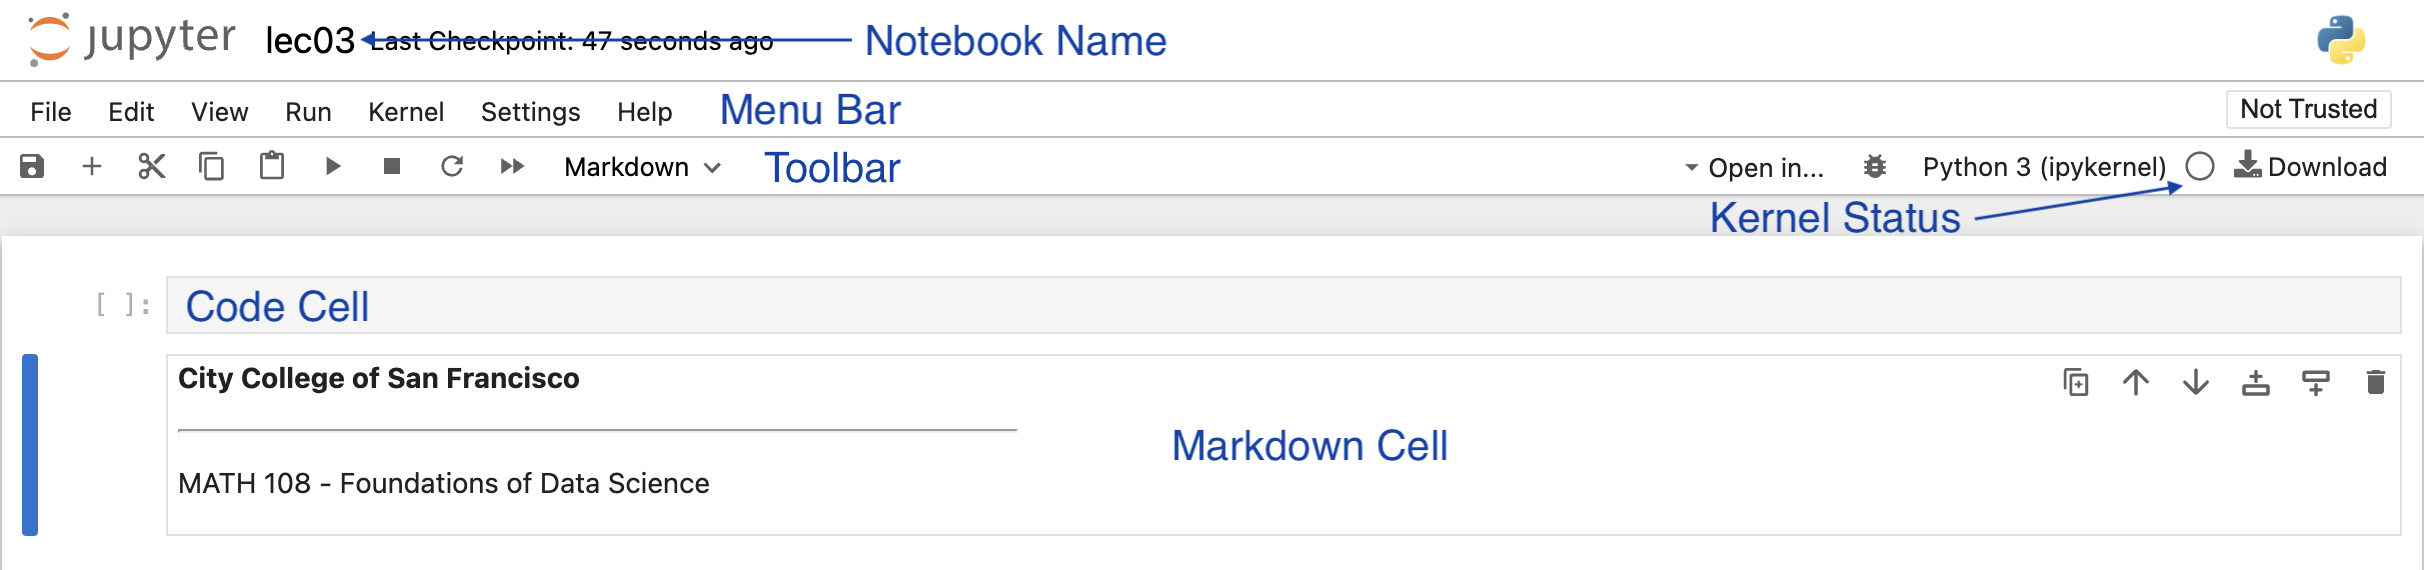 jupyter lec03 Last Checkpoint: 47 seconds ago Notebook Name
File Edit View Run Kernel Settings Help Menu Bar Not Trusted
Markdown Toolbar Open in... Python 3 (ipykernel) Download
Kernel Status
[ ]: Code Cell
City College of San Francisco
Markdown Cell
MATH 108 - Foundations of Data Science